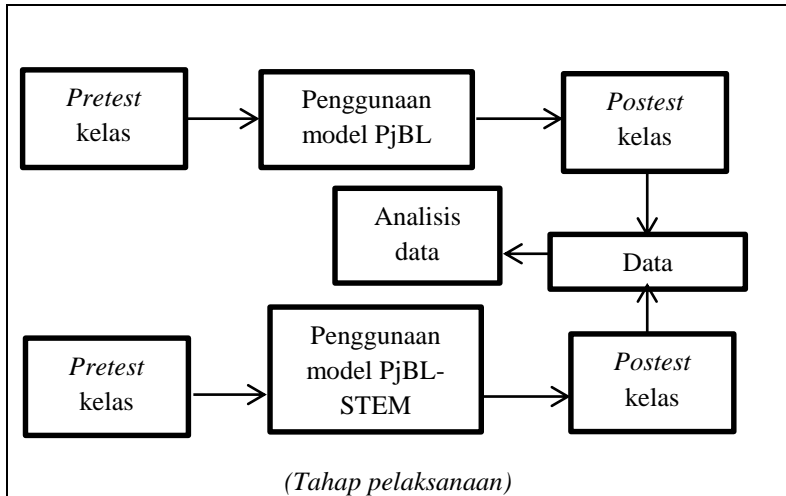 Pretest
kelas
Penggunaan
model PjBL
Postest
kelas
Analisis
data
Data
Pretest
kelas
Penggunaan
model PjBL-
STEM
Postest
kelas
(Tahap pelaksanaan)